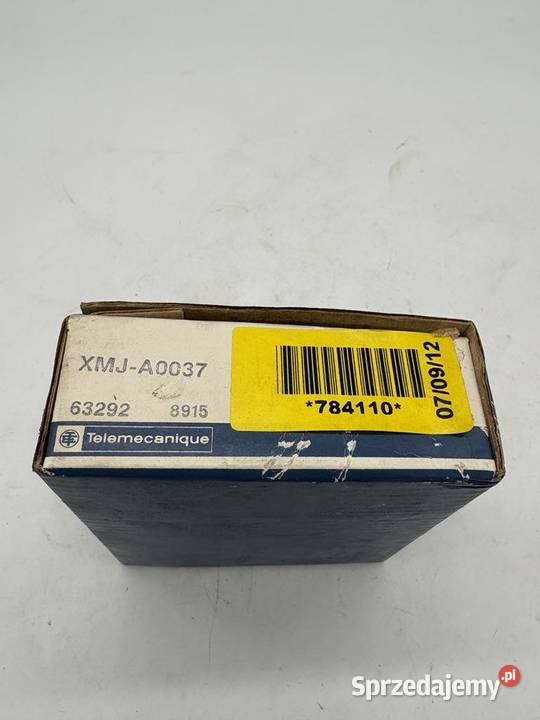 XMJ-A0037
63292 8915
Telemecanique
*784110*
07/09/12
Sprzedajemy.pl